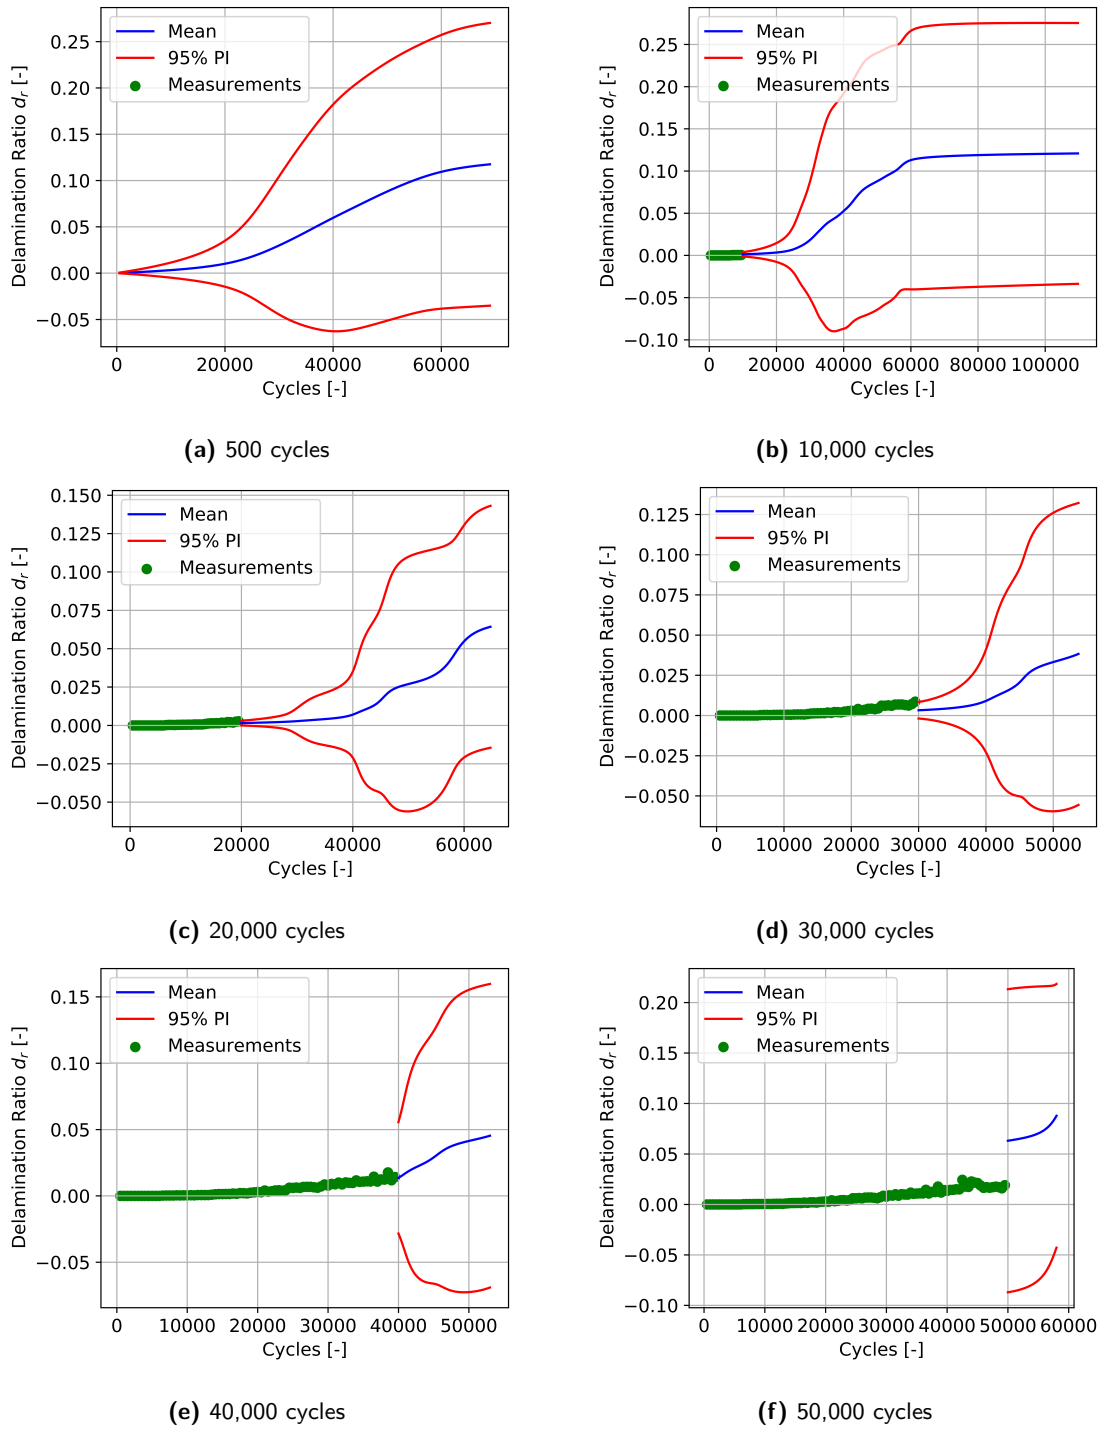 Mean
95% PI
Measurements
Delamination Ratio dr [-]
0.25
0.20
0.15
0.10
0.05
0.00
−0.05
0 20000 40000 60000
Cycles [-]
(a) 500 cycles
Mean
95% PI
Measurements
Delamination Ratio dr [-]
0.25
0.20
0.15
0.10
0.05
0.00
−0.05
−0.10
0 20000 40000 60000 80000 100000
Cycles [-]
(b) 10,000 cycles
Mean
95% PI
Measurements
Delamination Ratio dr [-]
0.150
0.125
0.100
0.075
0.050
0.025
0.000
−0.025
−0.050
0 20000 40000 60000
Cycles [-]
(c) 20,000 cycles
Mean
95% PI
Measurements
Delamination Ratio dr [-]
0.125
0.100
0.075
0.050
0.025
0.000
−0.025
−0.050
0 10000 20000 30000 40000 50000
Cycles [-]
(d) 30,000 cycles
Mean
95% PI
Measurements
Delamination Ratio dr [-]
0.15
0.10
0.05
0.00
−0.05
0 10000 20000 30000 40000 50000
Cycles [-]
(e) 40,000 cycles
Mean
95% PI
Measurements
Delamination Ratio dr [-]
0.20
0.15
0.10
0.05
0.00
−0.05
−0.10
0 10000 20000 30000 40000 50000 60000
Cycles [-]
(f) 50,000 cycles